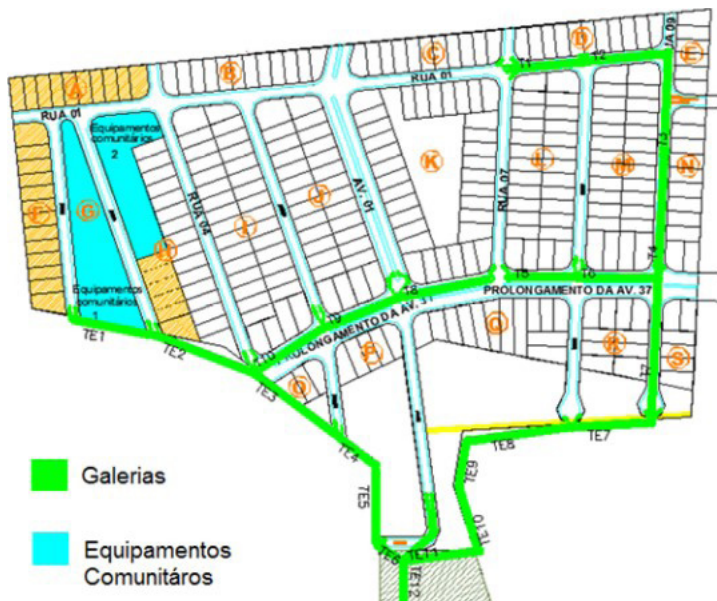 RUA 09
A
B
C
D
E
T1
T2
RUA 01
RUA 01
Equipamentos
comunitários
2
F
G
H
I
J
K
L
M
N
RUA 04
AV. 01
RUA 07
T3
T4
T5
T6
T8
T9
PROLONGAMENTO DA AV. 37
PROLONGAMENTO DA AV. 37
Equipamentos
comunitários
1
TE1
TE2
TE3
TE4
TE5
TE6
TE7
TE8
TE9
TE10
TE11
TE12
O
P
Q
R
S
Galerias
Equipamentos
Comunitáros